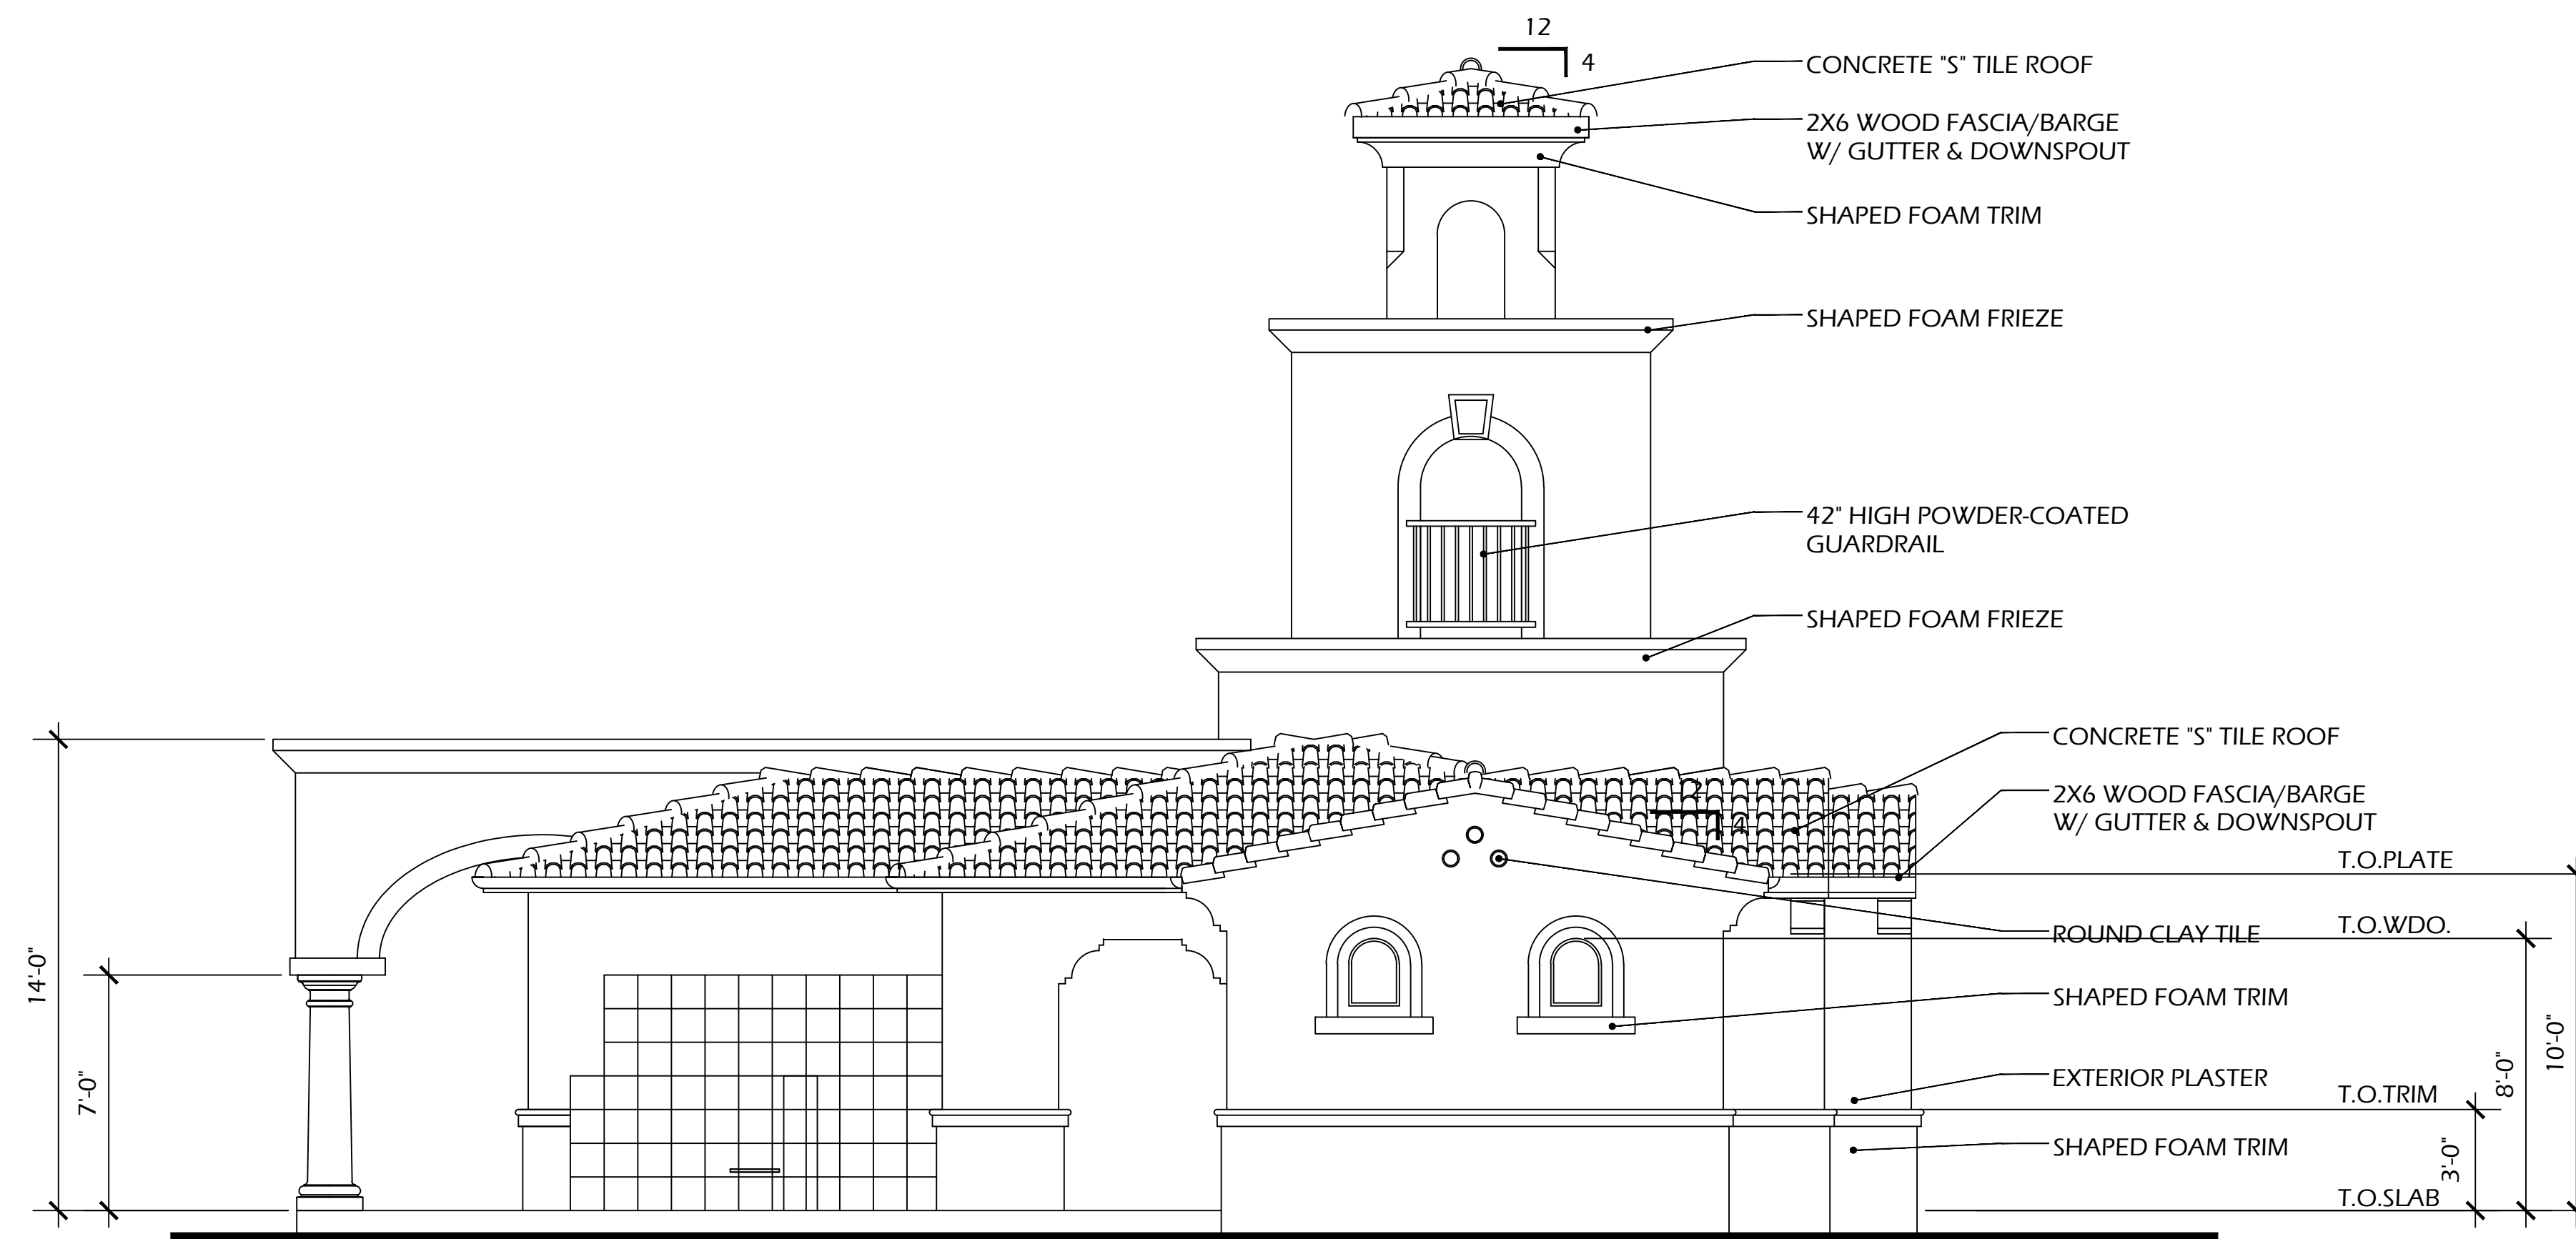 12
4
CONCRETE "S" TILE ROOF
2X6 WOOD FASCIA/BARGE
W/ GUTTER & DOWNSPOUT
SHAPED FOAM TRIM
SHAPED FOAM FRIEZE
42" HIGH POWDER-COATED
GUARDRAIL
SHAPED FOAM FRIEZE
CONCRETE "S" TILE ROOF
2X6 WOOD FASCIA/BARGE
W/ GUTTER & DOWNSPOUT
4
T.O.PLATE
T.O.WDO.
ROUND CLAY TILE
SHAPED FOAM TRIM
EXTERIOR PLASTER
T.O.TRIM
SHAPED FOAM TRIM
T.O.SLAB
14'-0"
7'-0"
3'-0"
8'-0"
10'-0"